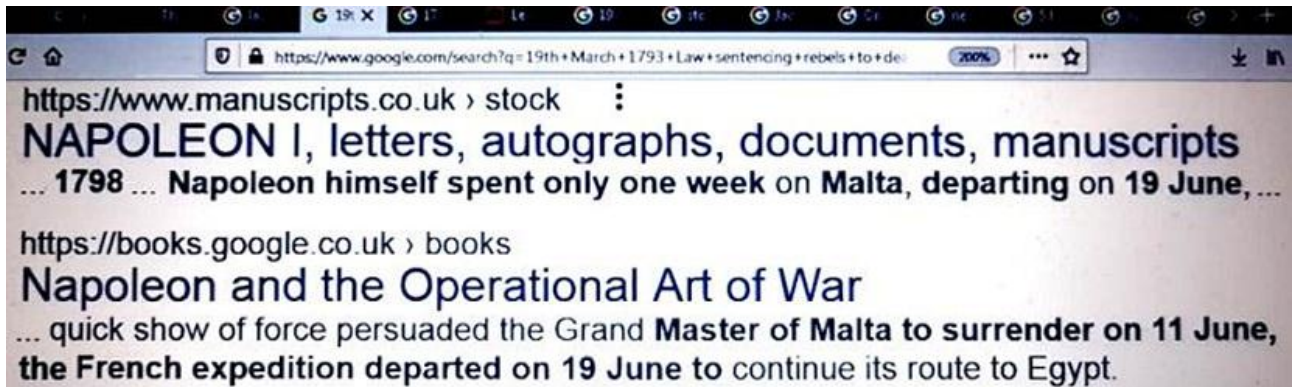 G 19:
G 17
G 19
https://www.google.com/search?q=19th+March+1793+Law+sentencing+rebels+to+de
200%
https://www.manuscripts.co.uk › stock
NAPOLEON I, letters, autographs, documents, manuscripts
... 1798 ... Napoleon himself spent only one week on Malta, departing on 19 June, ...
https://books.google.co.uk › books
Napoleon and the Operational Art of War
... quick show of force persuaded the Grand Master of Malta to surrender on 11 June,
the French expedition departed on 19 June to continue its route to Egypt.